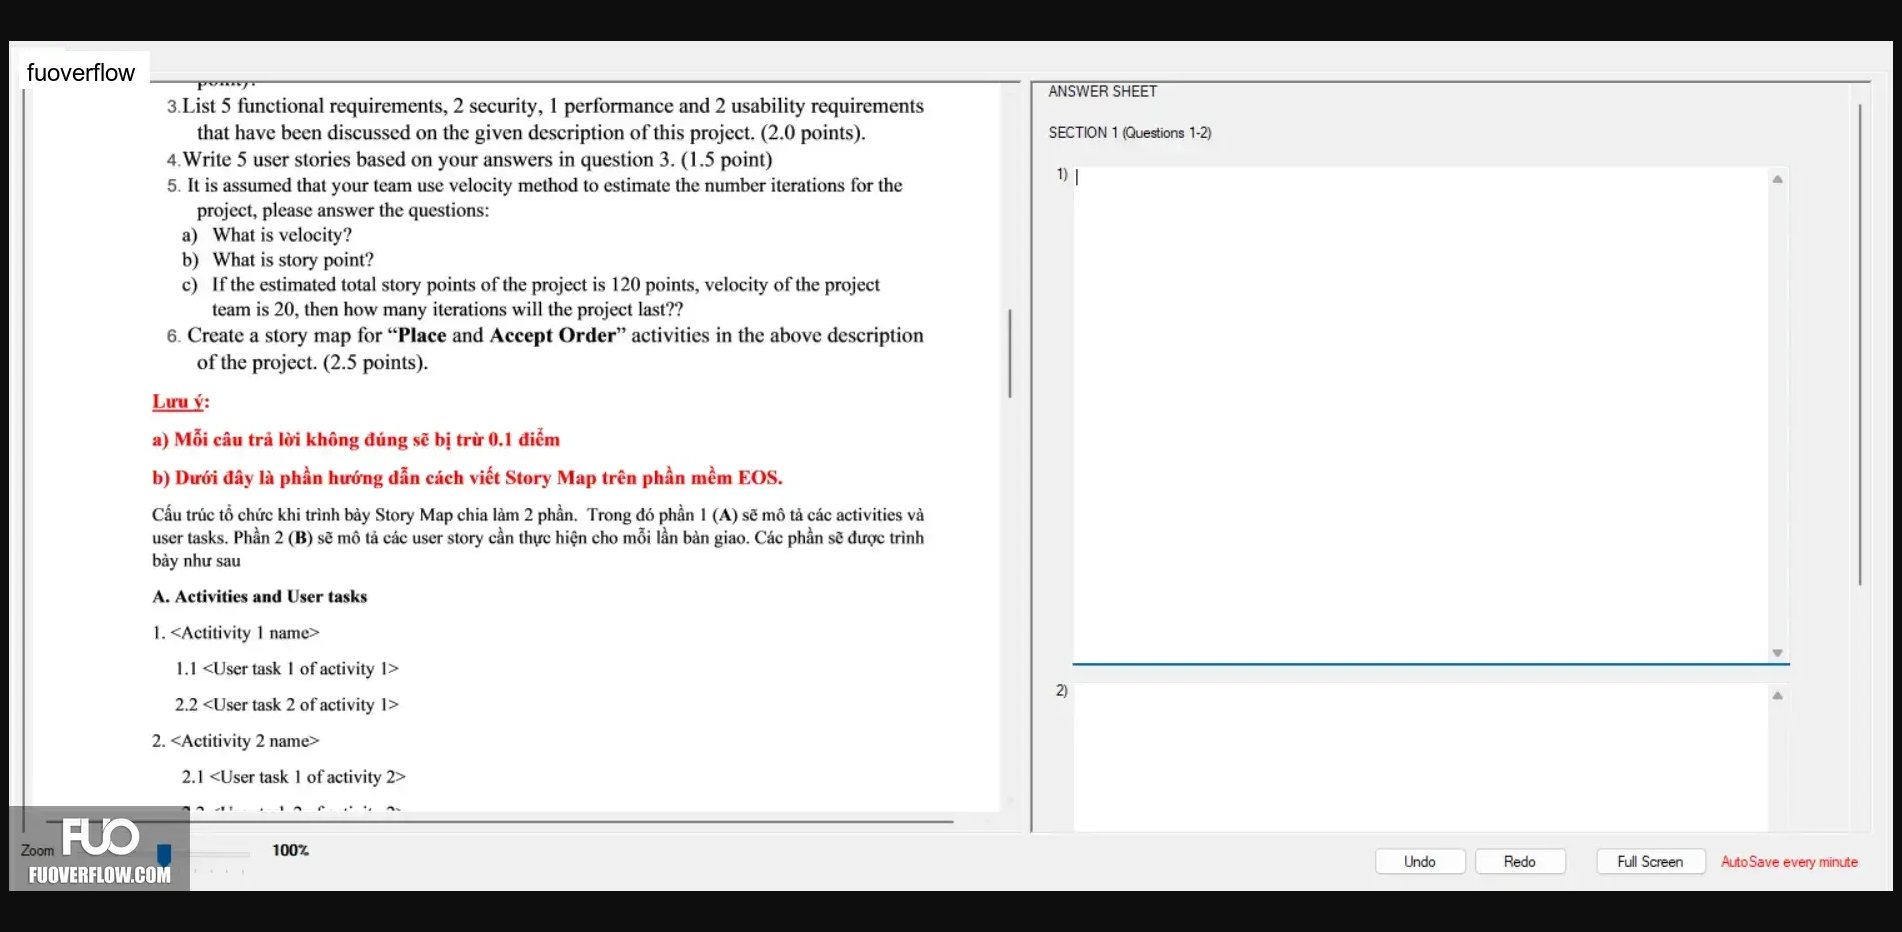 fuoverflow
3.List 5 functional requirements, 2 security, 1 performance and 2 usability requirements
that have been discussed on the given description of this project. (2.0 points).
4.Write 5 user stories based on your answers in question 3. (1.5 point)
5. It is assumed that your team use velocity method to estimate the number iterations for the
project, please answer the questions:
a) What is velocity?
b) What is story point?
c) If the estimated total story points of the project is 120 points, velocity of the project
team is 20, then how many iterations will the project last??
6. Create a story map for “Place and Accept Order” activities in the above description
of the project. (2.5 points).
Lưu ý:
a) Mỗi câu trả lời không đúng sẽ bị trừ 0.1 điểm
b) Dưới đây là phần hướng dẫn cách viết Story Map trên phần mềm EOS.
Cấu trúc tổ chức khi trình bày Story Map chia làm 2 phần. Trong đó phần 1 (A) sẽ mô tả các activities và
user tasks. Phần 2 (B) sẽ mô tả các user story cần thực hiện cho mỗi lần bàn giao. Các phần sẽ được trình
bày như sau
A. Activities and User tasks
1. <Actitivity 1 name>
1.1 <User task 1 of activity 1>
2.2 <User task 2 of activity 1>
2. <Actitivity 2 name>
2.1 <User task 1 of activity 2>
ANSWER SHEET
SECTION 1 (Questions 1-2)
1)
2)
Zoom
100%
FUO
FUOVERFLOW.COM
Undo
Redo
Full Screen
AutoSave every minute